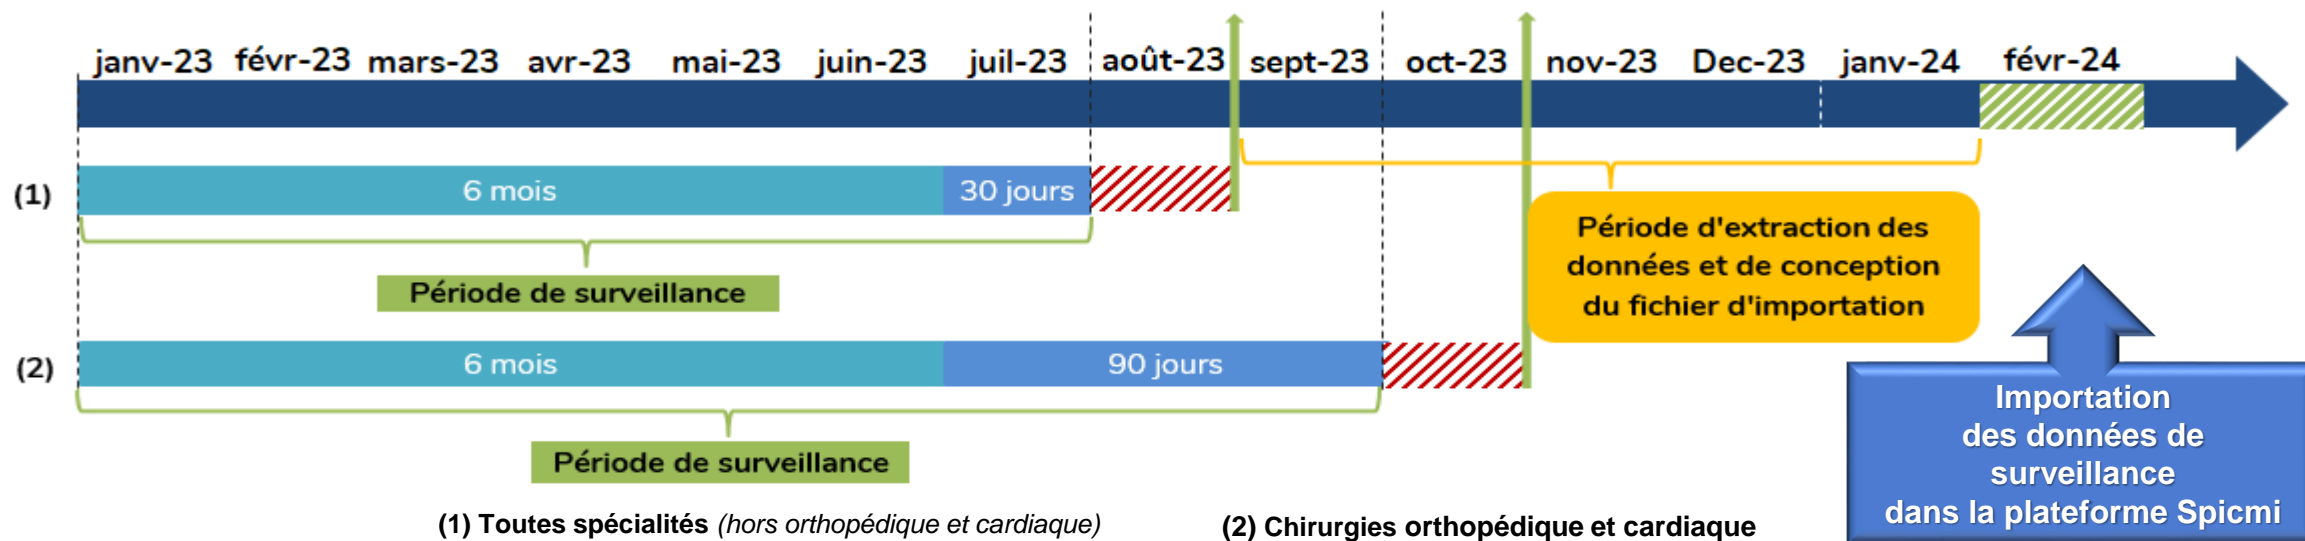 janv-23 févr-23 mars-23 avr-23 mai-23 juin-23 juil-23 août-23 sept-23 oct-23 nov-23 Dec-23 janv-24 févr-24
(1)
6 mois
30 jours
Période de surveillance
Période d'extraction des
données et de conception
du fichier d'importation
(2)
6 mois
90 jours
Période de surveillance
Importation
des données de
surveillance
dans la plateforme Spicmi
(1) Toutes spécialités (hors orthopédique et cardiaque)
(2) Chirurgies orthopédique et cardiaque